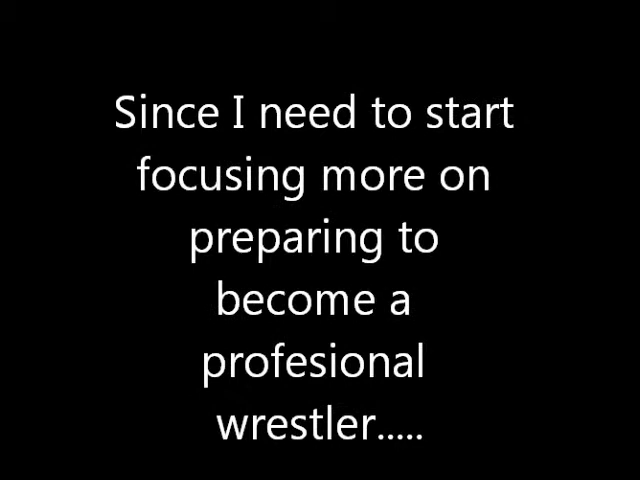 Since I need to start
focusing more on
preparing to
become a
profesional
wrestler.....